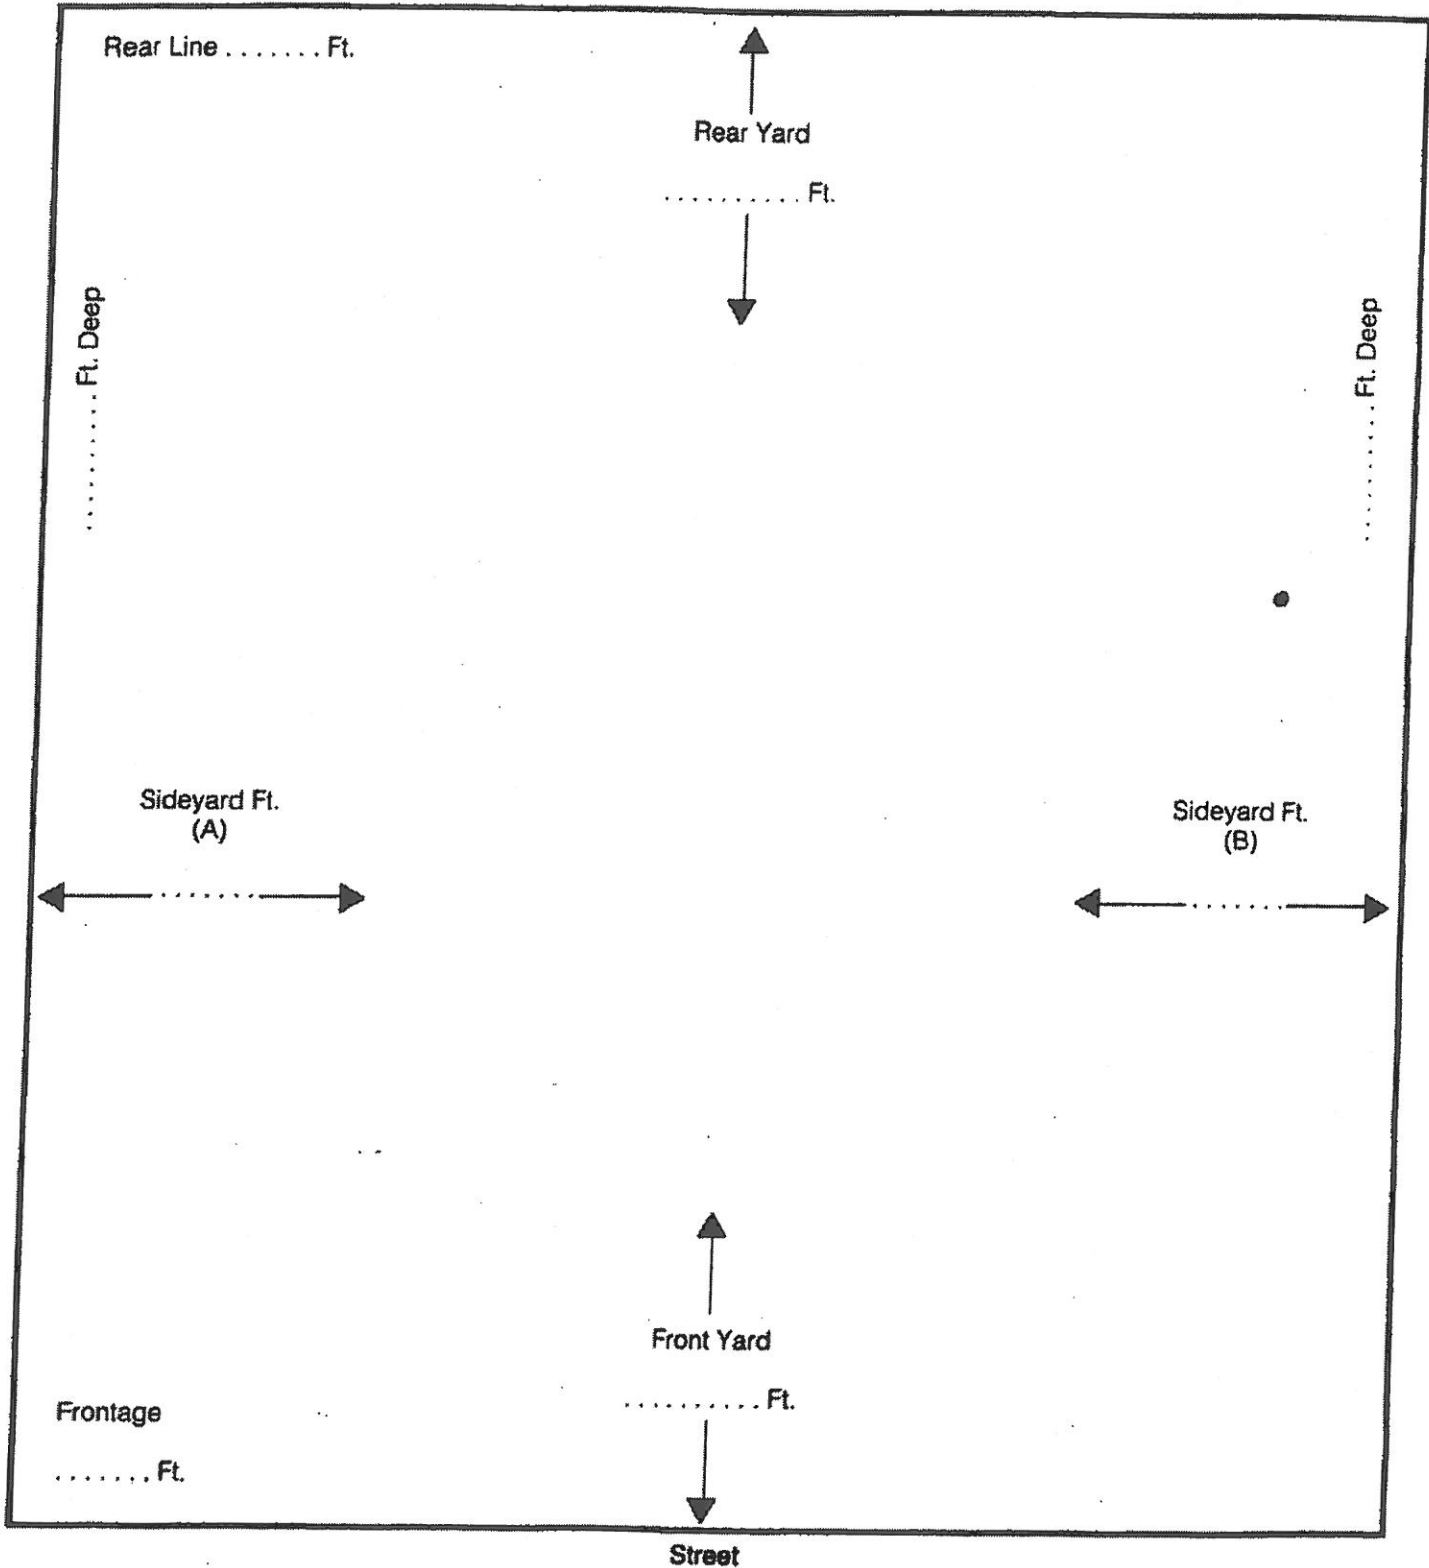 Rear Line ....... Ft.
Rear Yard
.......... Ft.
.......... Ft. Deep
.......... Ft. Deep
Sideyard Ft.
(A)
.......
Sideyard Ft.
(B)
.......
Front Yard
.......... Ft.
Frontage
....... Ft.
Street